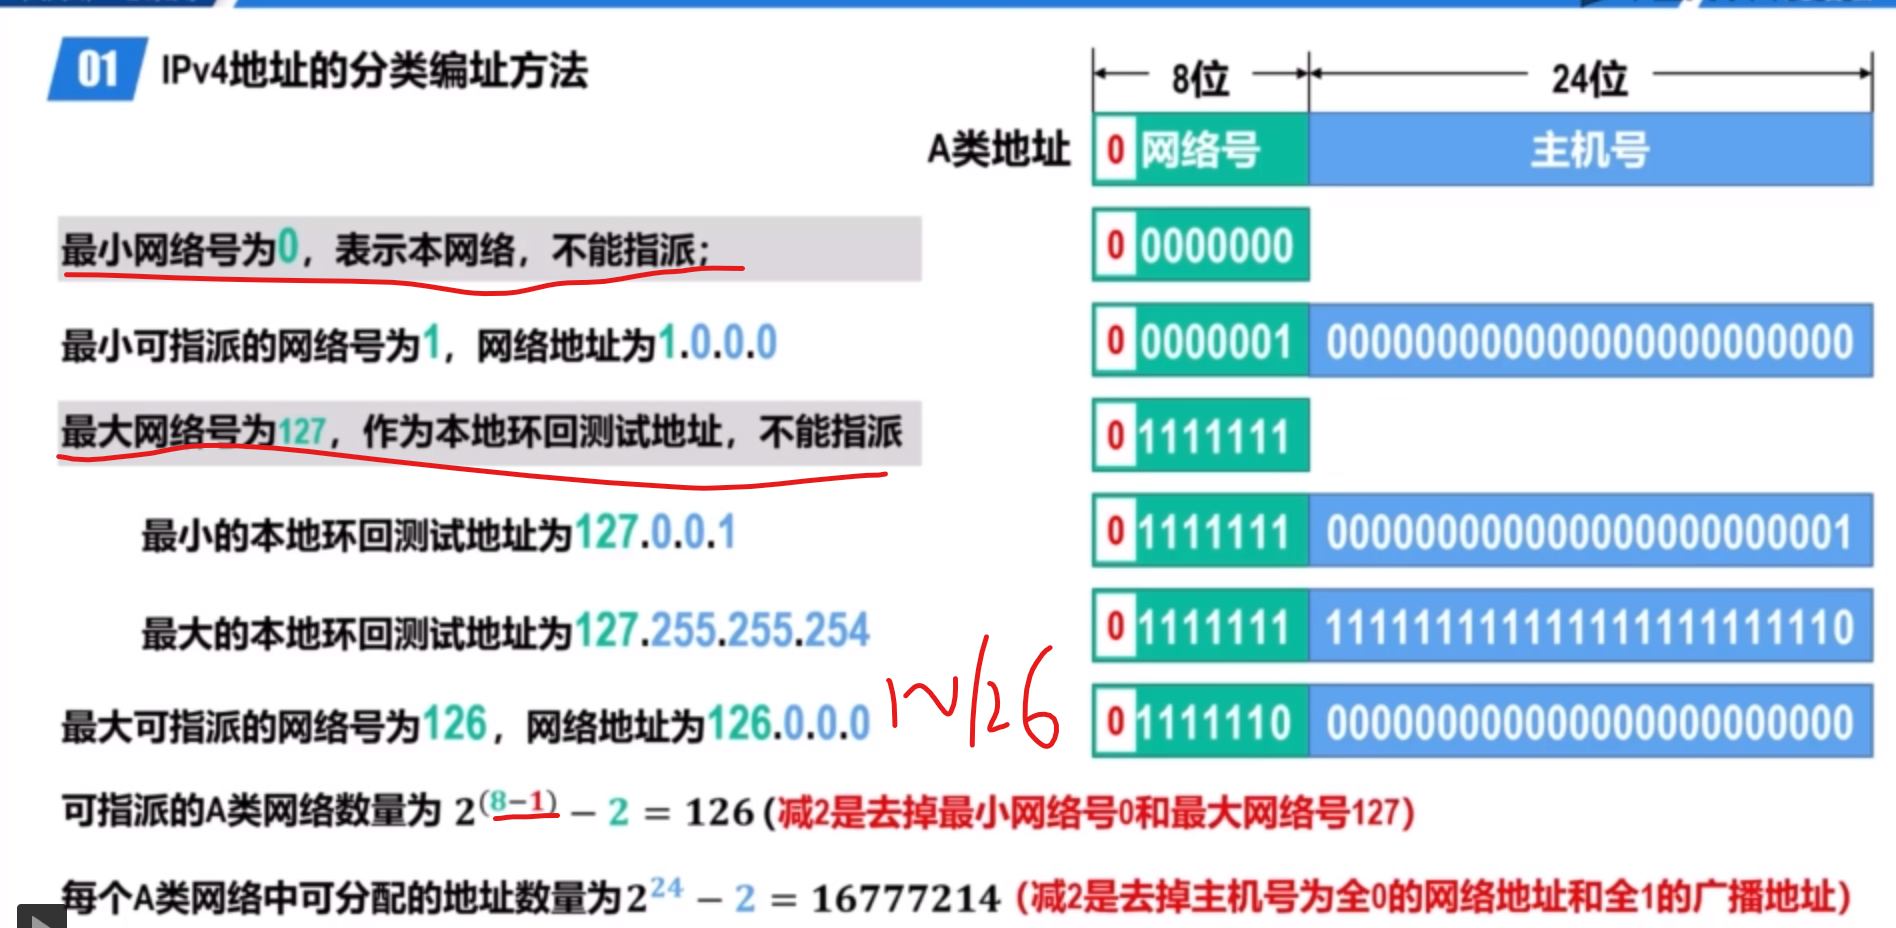 01 IPv4地址的分类编址方法
8位 24位
A类地址 0 网络号 主机号
最小网络号为0，表示本网络，不能指派； 0 0000000
最小可指派的网络号为1，网络地址为1.0.0.0 0 0000001 000000000000000000000000
最大网络号为127，作为本地环回测试地址，不能指派 0 1111111
最小的本地环回测试地址为127.0.0.1 0 1111111 000000000000000000000001
最大的本地环回测试地址为127.255.255.254 0 1111111 111111111111111111111110
最大可指派的网络号为126，网络地址为126.0.0.0 1~126 0 1111110 000000000000000000000000
可指派的A类网络数量为 2^(8−1) − 2 = 126 (减2是去掉最小网络号0和最大网络号127)
每个A类网络中可分配的地址数量为 2^24 − 2 = 16777214 (减2是去掉主机号为全0的网络地址和全1的广播地址)